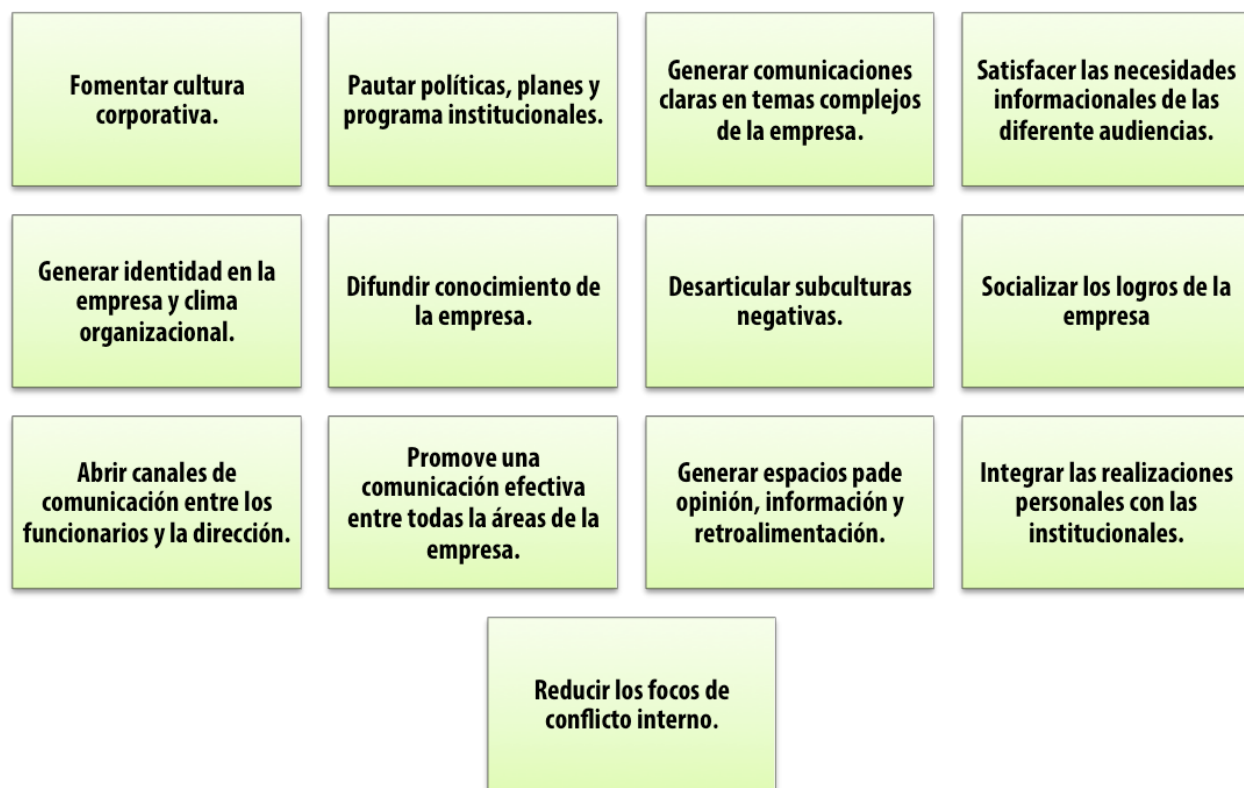 Fomentar cultura
corporativa.
Pautar políticas, planes y
programa institucionales.
Generar comunicaciones
claras en temas complejos
de la empresa.
Satisfacer las necesidades
informacionales de las
diferente audiencias.
Generar identidad en la
empresa y clima
organizacional.
Difundir conocimiento de
la empresa.
Desarticular subculturas
negativas.
Socializar los logros de la
empresa
Abrir canales de
comunicación entre los
funcionarios y la dirección.
Promove una
comunicación efectiva
entre todas la áreas de la
empresa.
Generar espacios pade
opinión, información y
retroalimentación.
Integrar las realizaciones
personales con las
institucionales.
Reducir los focos de
conflicto interno.